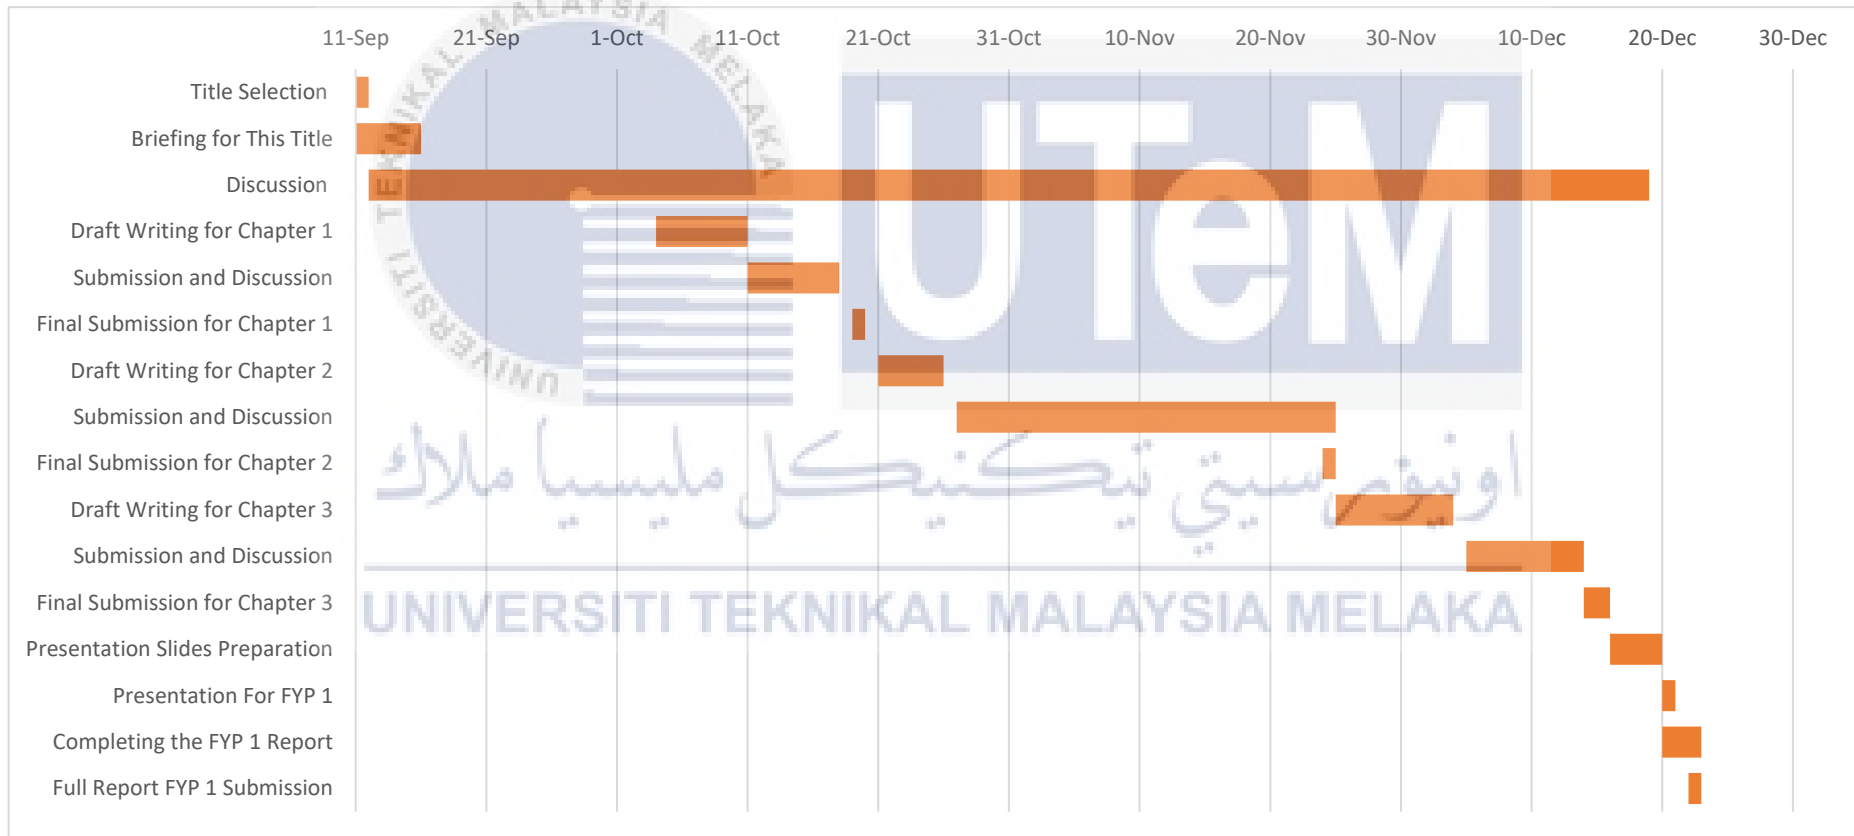 UNIVERSITI TEKNIKAL MALAYSIA MELAKA
11-Sep 21-Sep 1-Oct 11-Oct 21-Oct 31-Oct 10-Nov 20-Nov 30-Nov 10-Dec 20-Dec 30-Dec
Title Selection
Briefing for This Title
Discussion
Draft Writing for Chapter 1
Submission and Discussion
Final Submission for Chapter 1
Draft Writing for Chapter 2
Submission and Discussion
Final Submission for Chapter 2
Draft Writing for Chapter 3
Submission and Discussion
Final Submission for Chapter 3
Presentation Slides Preparation
Presentation For FYP 1
Completing the FYP 1 Report
Full Report FYP 1 Submission
UTeM
اونيۏرسيتي تيكنيكل مليسيا ملاك
UNIVERSITI TEKNIKAL MALAYSIA MELAKA